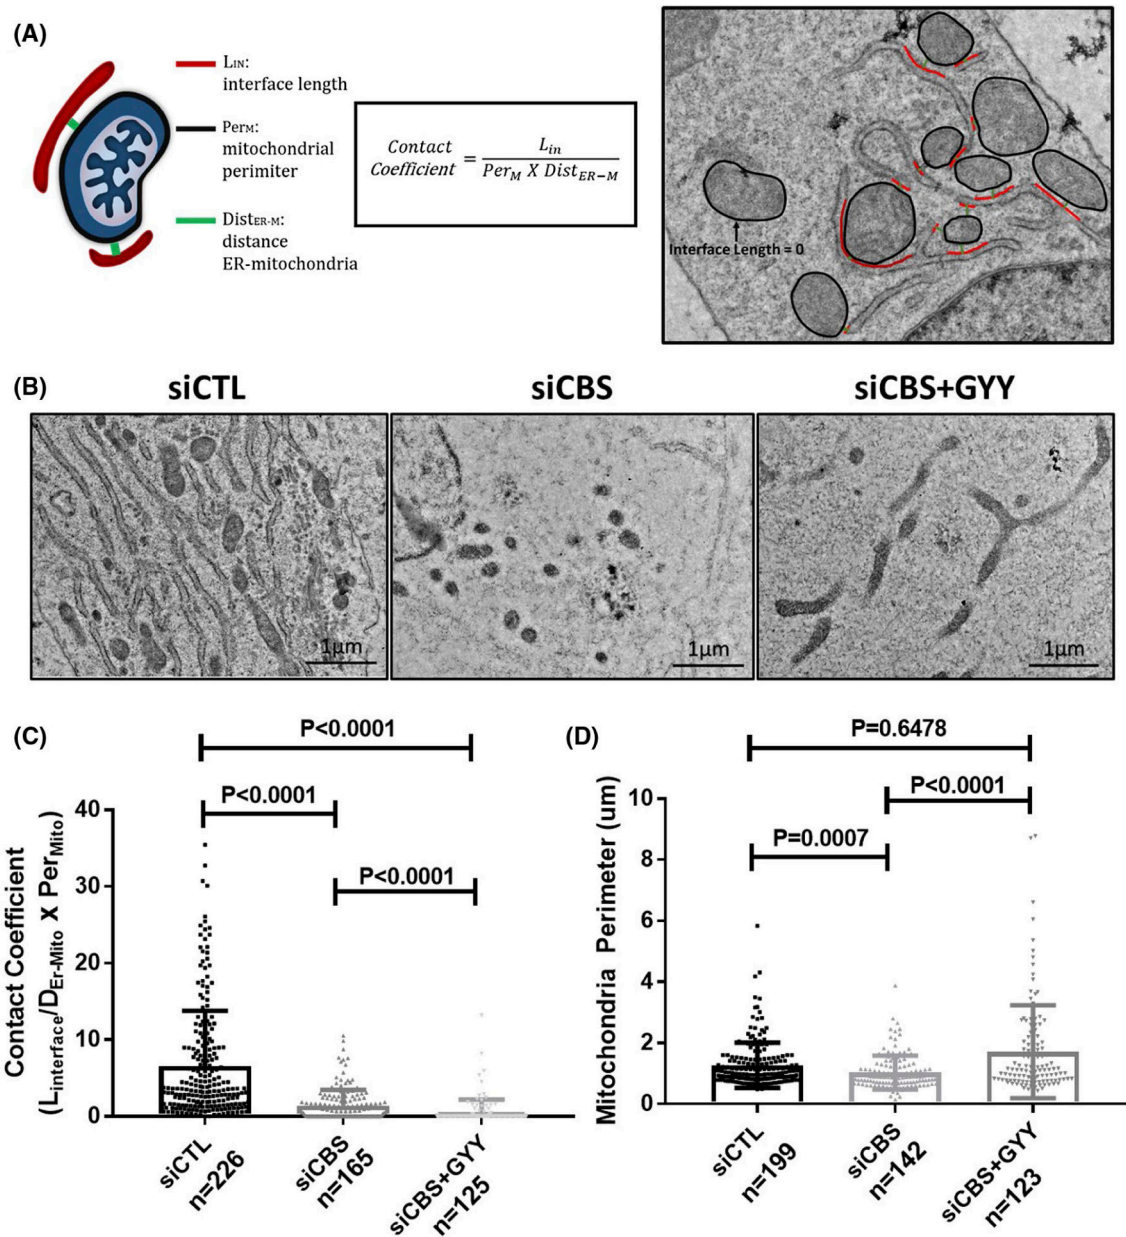 (A)
LIN:
interface length
PerM:
mitochondrial
perimiter
DistER-M:
distance
ER-mitochondria
Contact
Coefficient = Lin / PerM X DistER−M
Interface Length = 0
(B)
siCTL
siCBS
siCBS+GYY
1µm
1µm
1µm
(C)
P<0.0001
P<0.0001
P<0.0001
Contact Coefficient
(Linterface/DEr-Mito X PerMito)
40
30
20
10
0
siCTL
n=226
siCBS
n=165
siCBS+GYY
n=125
(D)
P=0.6478
P<0.0001
P=0.0007
Mitochondria Perimeter (um)
10
8
6
4
2
0
siCTL
n=199
siCBS
n=142
siCBS+GYY
n=123